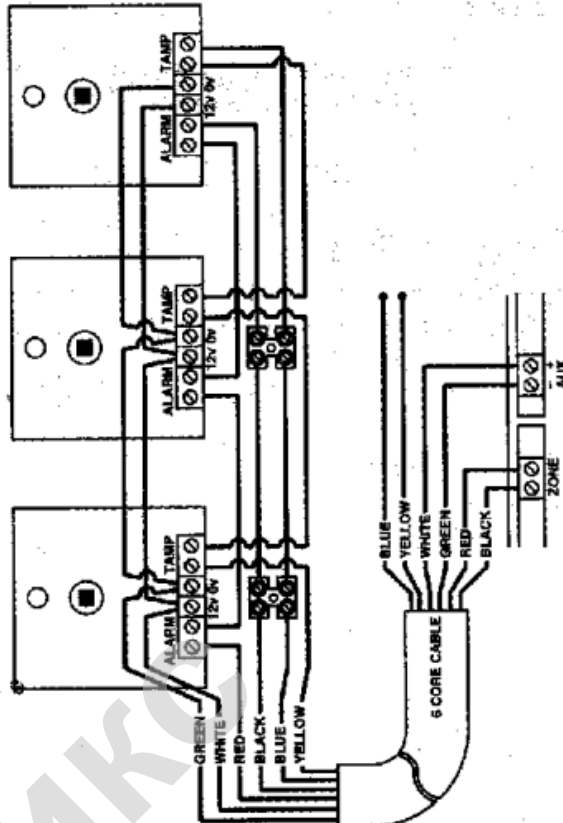 TAMP
12v 0v
ALARM
TAMP
12v 0v
ALARM
TAMP
12v 0v
ALARM
GREEN
WHITE
RED
BLACK
BLUE
YELLOW
BLUE
YELLOW
WHITE
GREEN
RED
BLACK
6 CORE CABLE
- +
AUX
ZONE